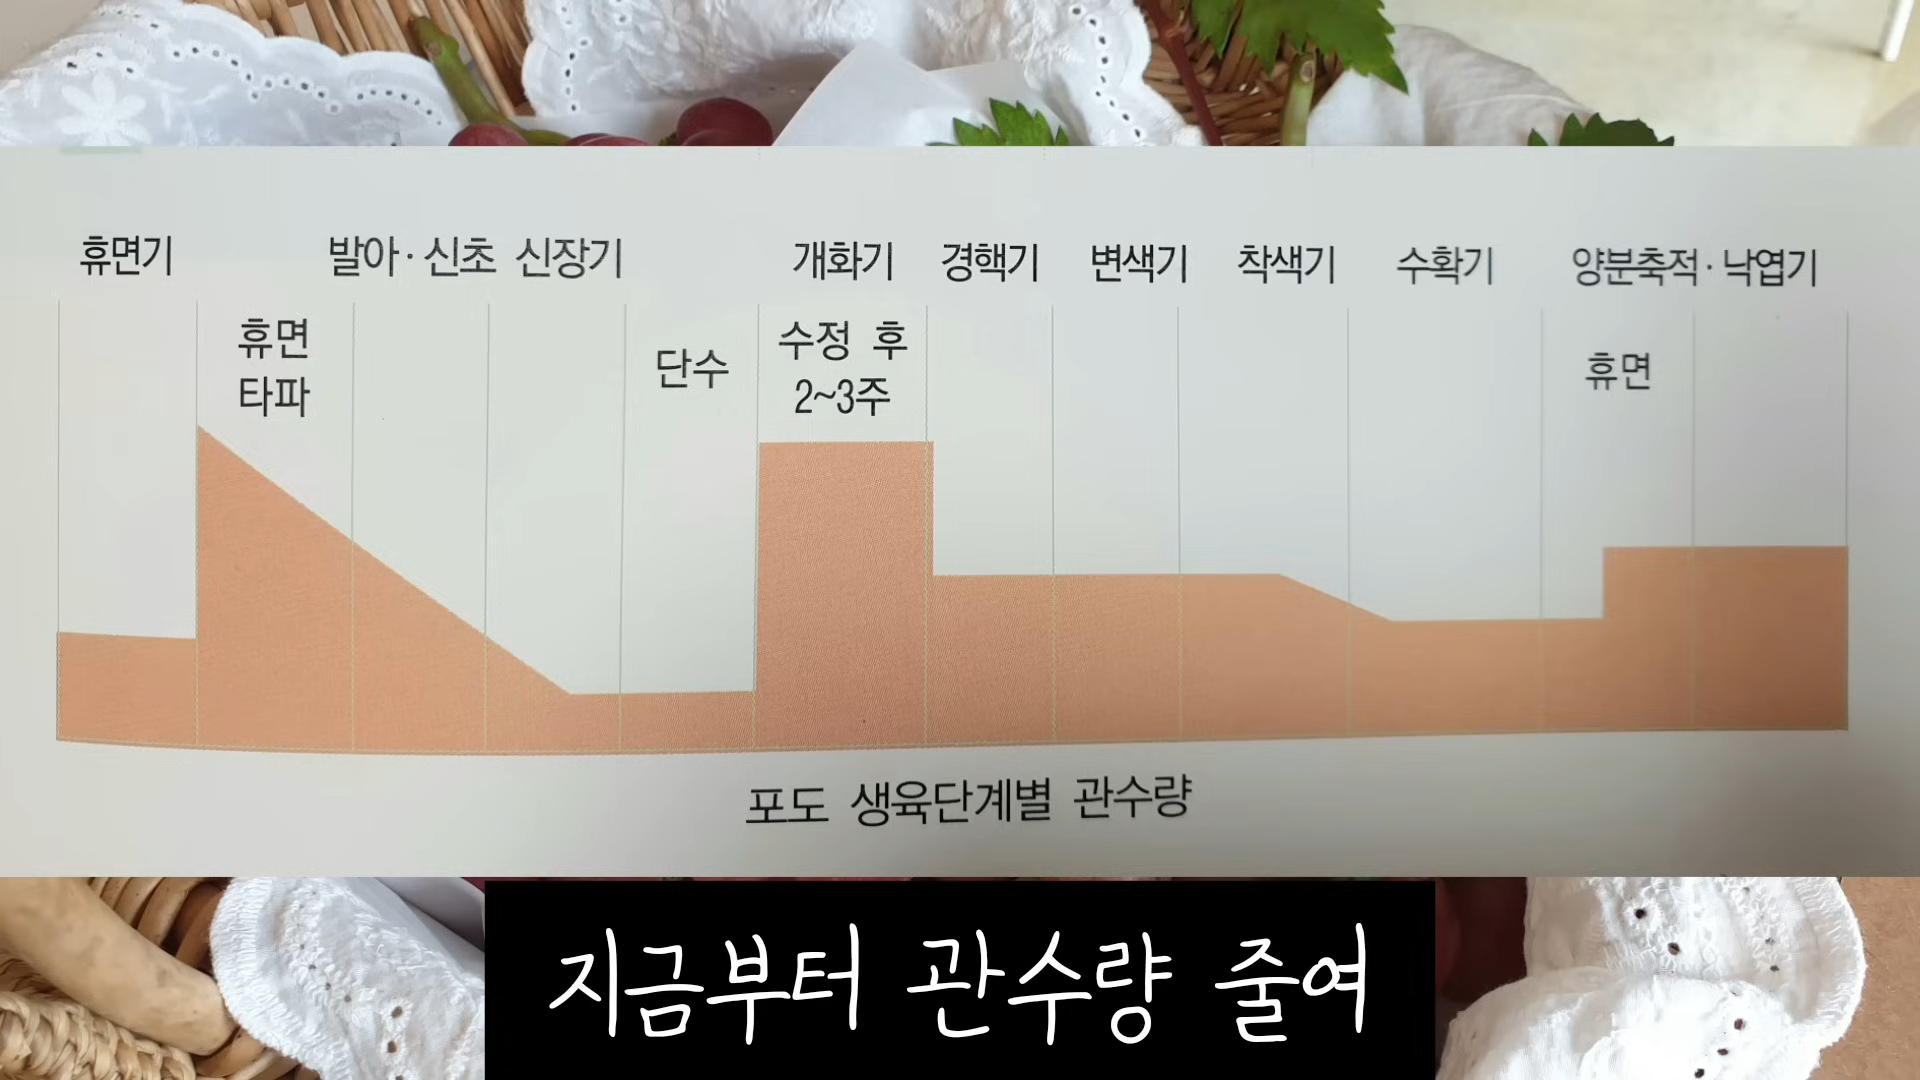 휴면기 발아·신초 신장기 개화기 경핵기 변색기 착색기 수확기 양분축적·낙엽기
휴면
타파
단수
수정 후
2~3주
휴면
포도 생육단계별 관수량
지금부터 관수량 줄여